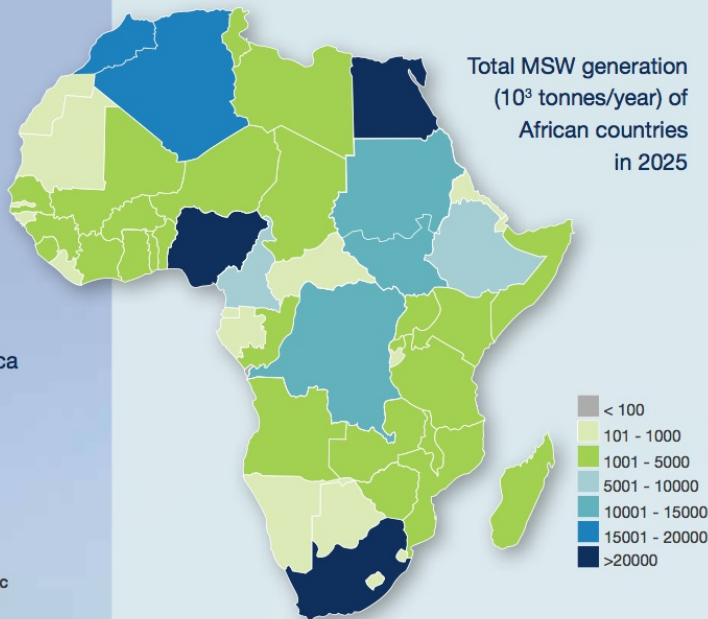 Total MSW generation
(10³ tonnes/year) of
African countries
in 2025
ca
< 100
101 - 1000
1001 - 5000
5001 - 10000
10001 - 15000
15001 - 20000
>20000
c